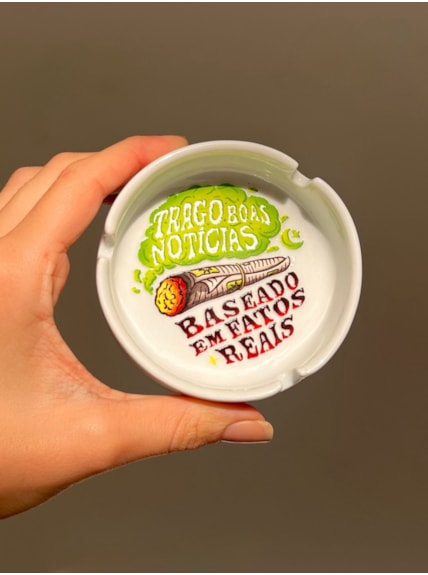 TRAGO BOAS
NOTÍCIAS
BASEADO
EM FATOS
REAIS